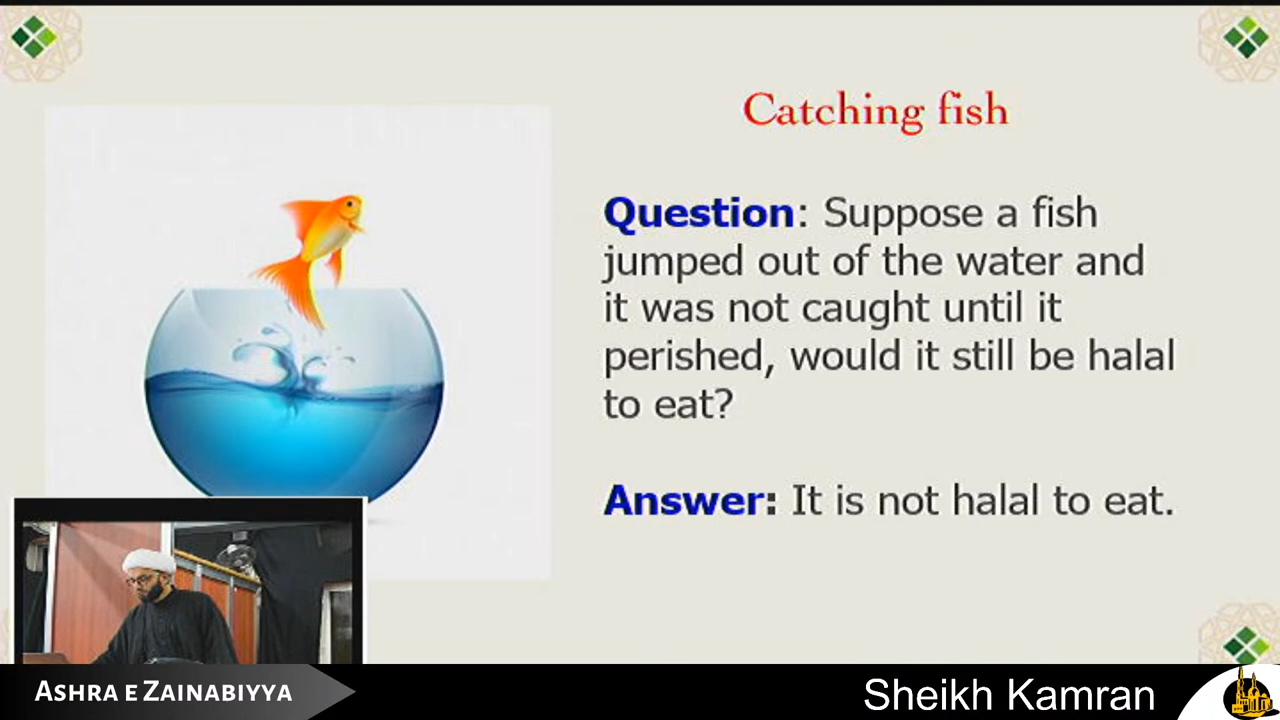 Catching fish
Question: Suppose a fish
jumped out of the water and
it was not caught until it
perished, would it still be halal
to eat?
Answer: It is not halal to eat.
ASHRA E ZAINABIYYA
Sheikh Kamran